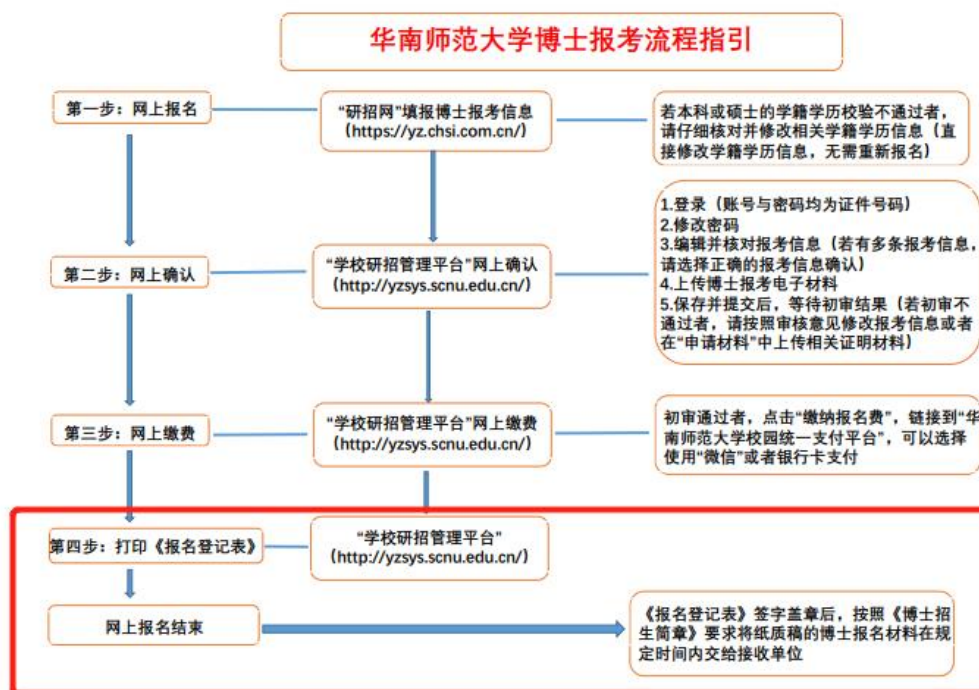 华南师范大学博士报考流程指引
第一步：网上报名
“研招网”填报博士报考信息
（https://yz.chsi.com.cn/）
若本科或硕士的学籍学历校验不通过者，
请仔细核对并修改相关学籍学历信息（直
接修改学籍学历信息，无需重新报名）
第二步：网上确认
“学校研招管理平台”网上确认
（http://yzsys.scnu.edu.cn/）
1.登录（账号与密码均为证件号码）
2.修改密码
3.编辑并核对报考信息（若有多条报考信息，
请选择正确的报考信息确认）
4.上传博士报考电子材料
5.保存并提交后，等待初审结果（若初审不
通过者，请按照审核意见修改报考信息或者
在“申请材料”中上传相关证明材料）
第三步：网上缴费
“学校研招管理平台”网上缴费
（http://yzsys.scnu.edu.cn/）
初审通过者，点击“缴纳报名费”，链接到“华
南师范大学校园统一支付平台”，可以选择
使用“微信”或者银行卡支付
第四步：打印《报名登记表》
“学校研招管理平台”
（http://yzsys.scnu.edu.cn/）
网上报名结束
《报名登记表》签字盖章后，按照《博士招
生简章》要求将纸质稿的博士报名材料在规
定时间内交给接收单位